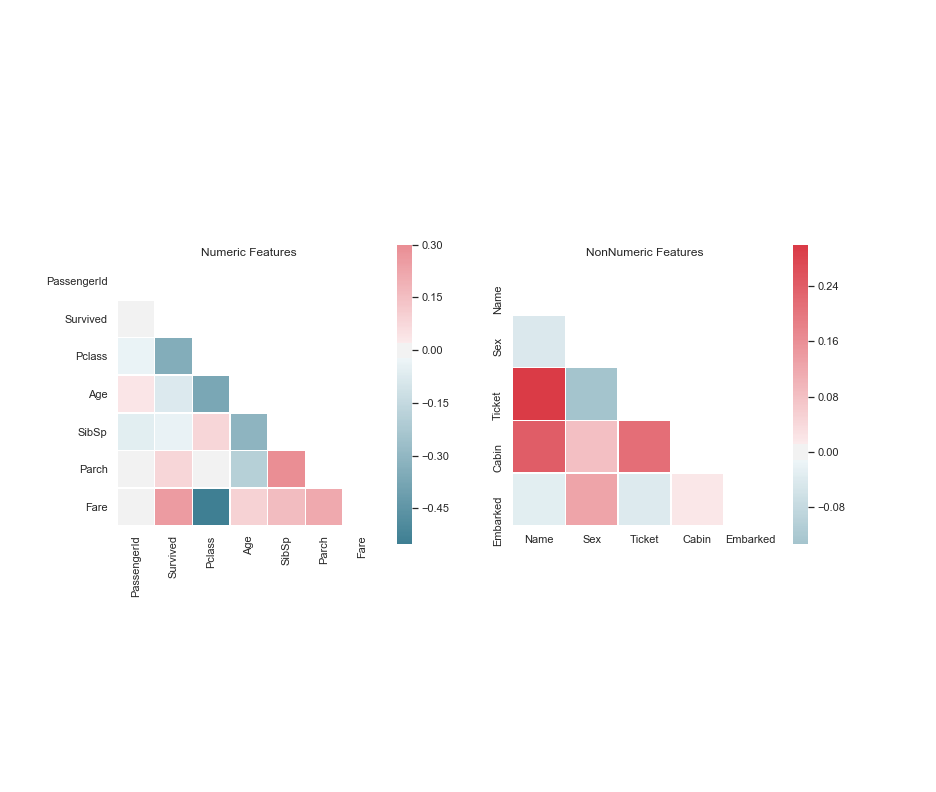 Numeric Features
PassengerId
Survived
Pclass
Age
SibSp
Parch
Fare
PassengerId
Survived
Pclass
Age
SibSp
Parch
Fare
0.30
0.15
0.00
−0.15
−0.30
−0.45
NonNumeric Features
Name
Sex
Ticket
Cabin
Embarked
Name
Sex
Ticket
Cabin
Embarked
0.24
0.16
0.08
0.00
−0.08